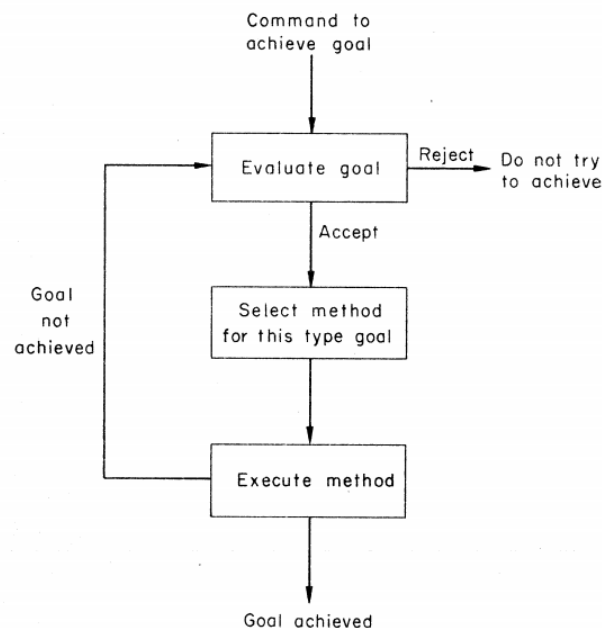 Command to
achieve goal
Evaluate goal
Reject
Do not try
to achieve
Accept
Goal
not
achieved
Select method
for this type goal
Execute method
Goal achieved